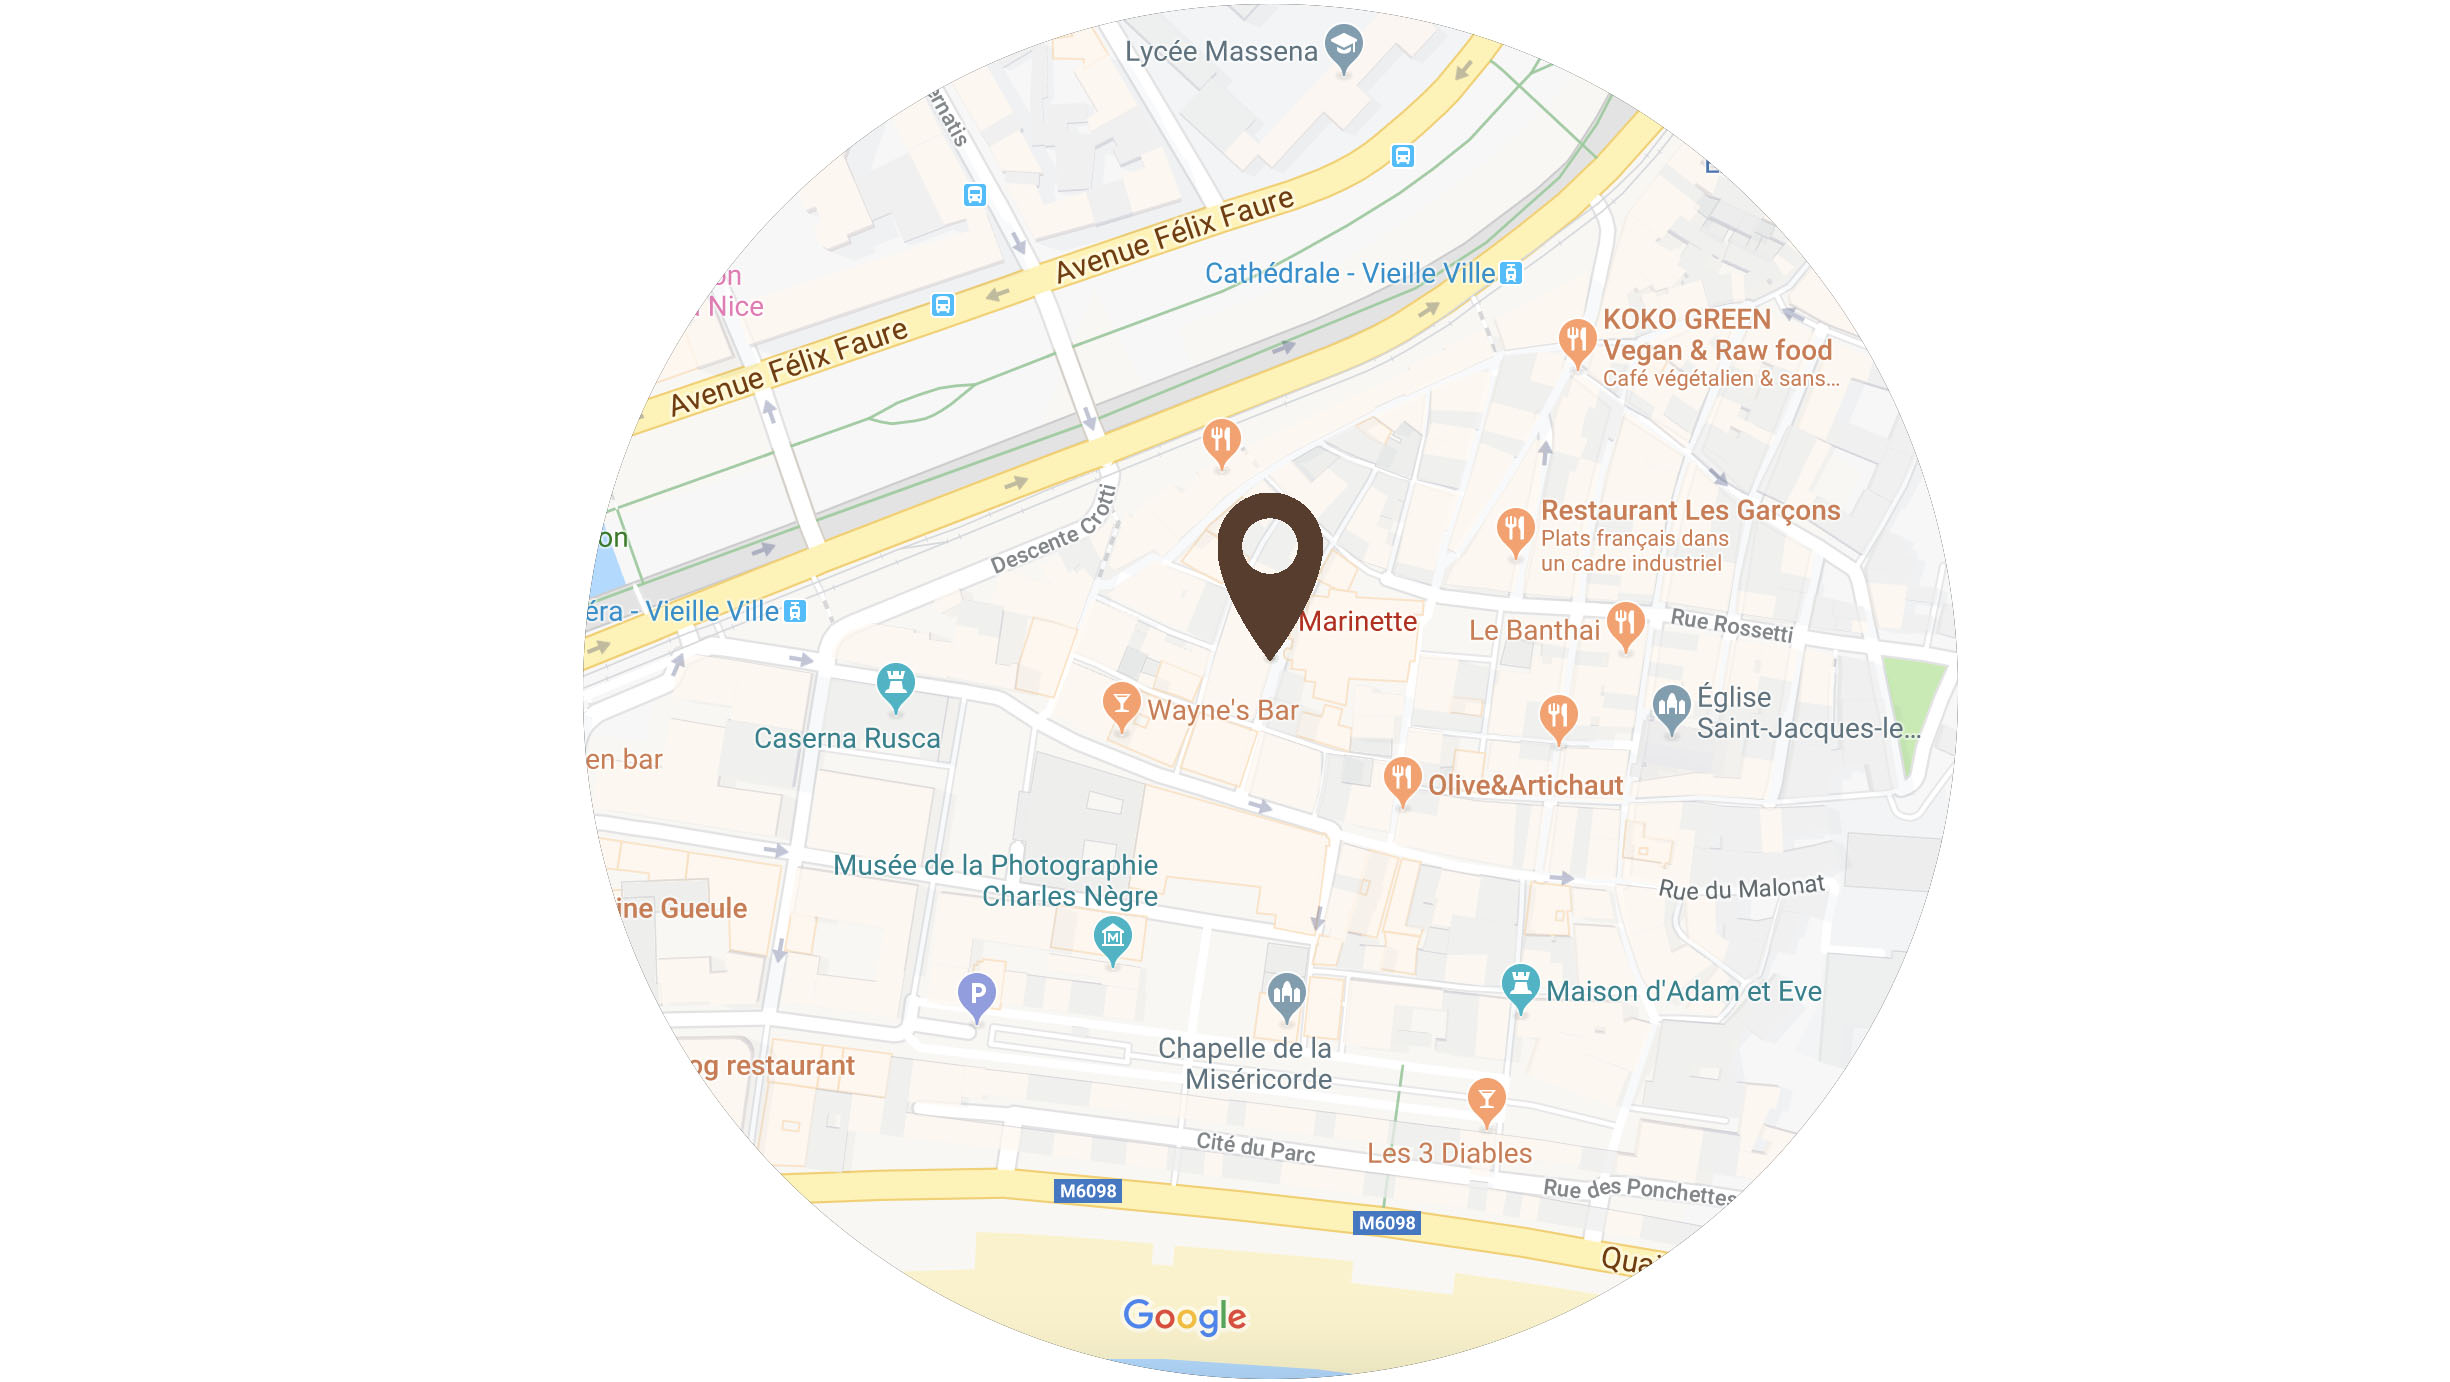 Lycée Massena
ernatis
Avenue Félix Faure
Cathédrale - Vieille Ville
on
Nice
KOKO GREEN
Vegan & Raw food
Café végétalien & sans...
Avenue Félix Faure
Descente Crotti
Restaurant Les Garçons
Plats français dans
un cadre industriel
on
éra - Vieille Ville
Marinette
Le Banthai
Rue Rossetti
Wayne's Bar
Église
Saint-Jacques-le...
Caserna Rusca
en bar
Olive&Artichaut
Musée de la Photographie
Charles Nègre
M
Rue du Malonat
ine Gueule
P
Maison d'Adam et Eve
Chapelle de la
Miséricorde
og restaurant
Cité du Parc
Les 3 Diables
M6098
Rue des Ponchettes
M6098
Quai
Google